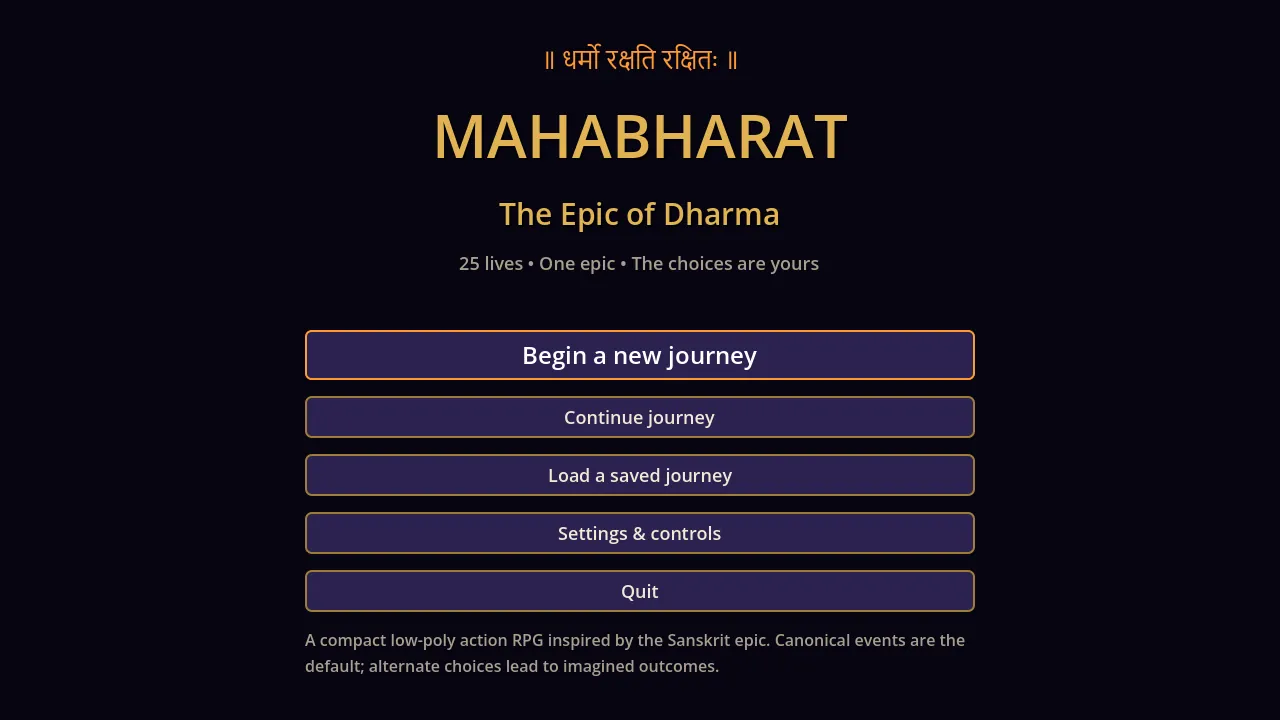 ॥ धर्मो रक्षति रक्षितः ॥
MAHABHARAT
The Epic of Dharma
25 lives • One epic • The choices are yours
Begin a new journey
Continue journey
Load a saved journey
Settings & controls
Quit
A compact low-poly action RPG inspired by the Sanskrit epic. Canonical events are the
default; alternate choices lead to imagined outcomes.